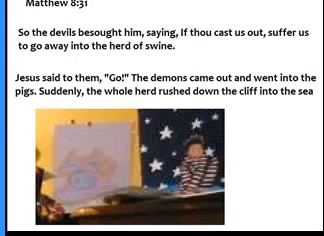 Matthew 8:31
So the devils besought him, saying, If thou cast us out, suffer us
to go away into the herd of swine.
Jesus said to them, "Go!" The demons came out and went into the
pigs. Suddenly, the whole herd rushed down the cliff into the sea